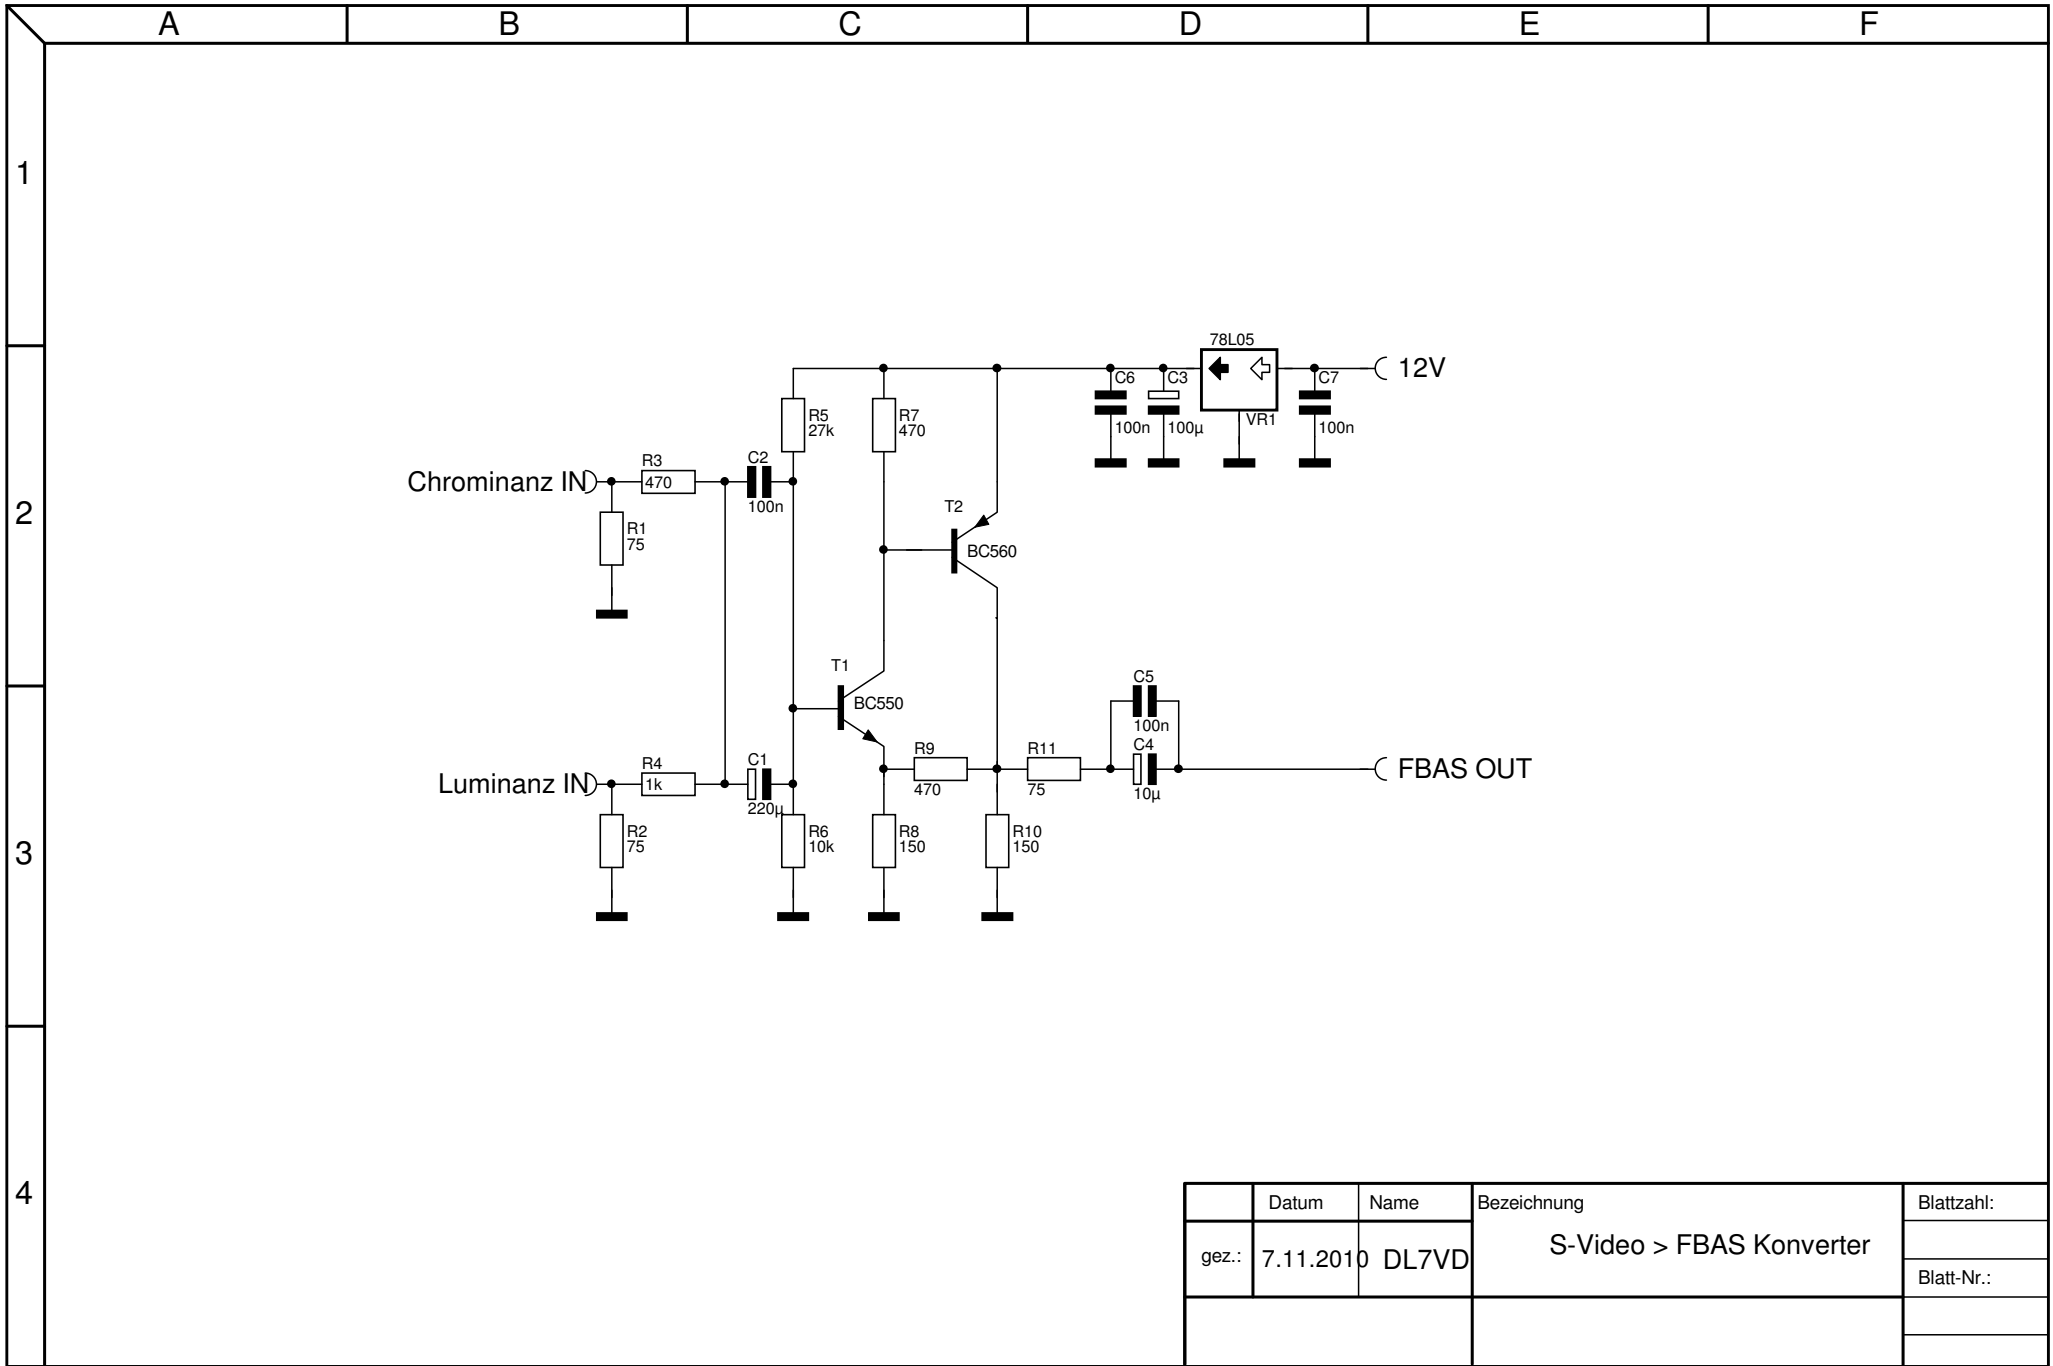 A
B
C
D
E
F
1
2
3
4
78L05
12V
C6
C3
C7
100n
100µ
VR1
100n
R5
27k
R7
470
Chrominanz IN
R3
470
C2
100n
R1
75
T2
BC560
T1
BC550
C5
100n
C4
10µ
R9
470
R11
75
FBAS OUT
Luminanz IN
R4
1k
C1
220µ
R2
75
R6
10k
R8
150
R10
150
Datum
Name
Bezeichnung
Blattzahl:
gez.:
7.11.2010
DL7VD
S-Video > FBAS Konverter
Blatt-Nr.: